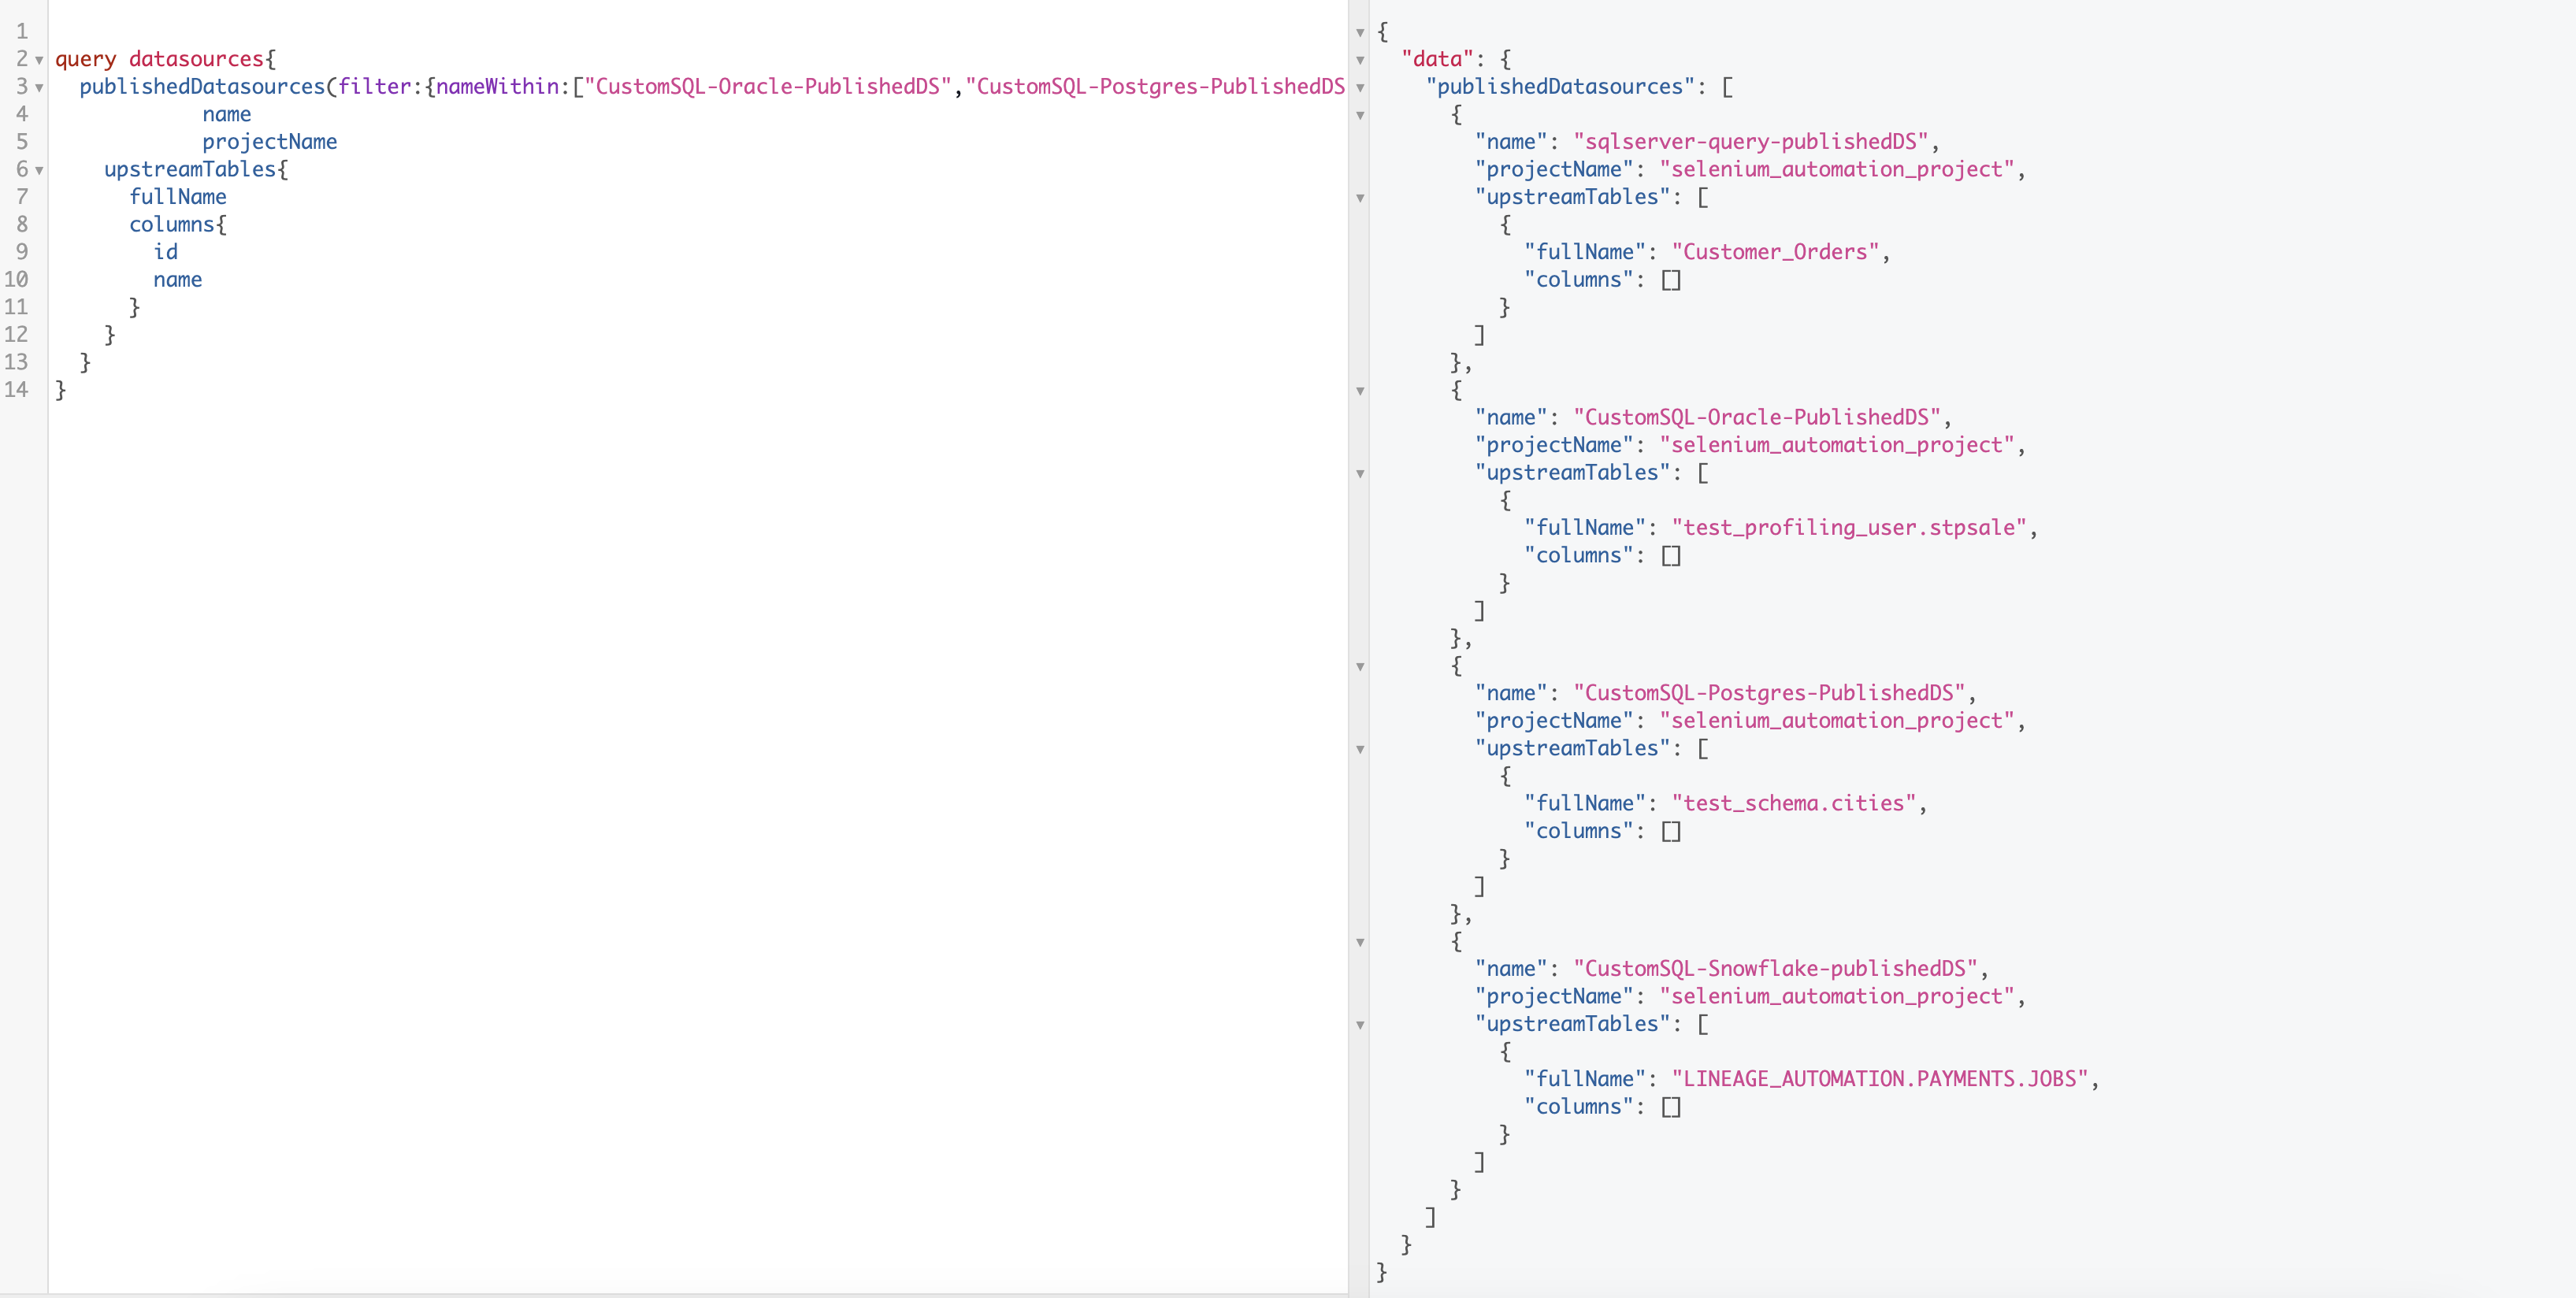 1
2 query datasources{
3 publishedDatasources(filter:{nameWithin:["CustomSQL-Oracle-PublishedDS","CustomSQL-Postgres-PublishedDS
4 name
5 projectName
6 upstreamTables{
7 fullName
8 columns{
9 id
10 name
11 }
12 }
13 }
14 }
{
"data": {
"publishedDatasources": [
{
"name": "sqlserver-query-publishedDS",
"projectName": "selenium_automation_project",
"upstreamTables": [
{
"fullName": "Customer_Orders",
"columns": []
}
]
},
{
"name": "CustomSQL-Oracle-PublishedDS",
"projectName": "selenium_automation_project",
"upstreamTables": [
{
"fullName": "test_profiling_user.stpsale",
"columns": []
}
]
},
{
"name": "CustomSQL-Postgres-PublishedDS",
"projectName": "selenium_automation_project",
"upstreamTables": [
{
"fullName": "test_schema.cities",
"columns": []
}
]
},
{
"name": "CustomSQL-Snowflake-publishedDS",
"projectName": "selenium_automation_project",
"upstreamTables": [
{
"fullName": "LINEAGE_AUTOMATION.PAYMENTS.JOBS",
"columns": []
}
]
}
]
}
}